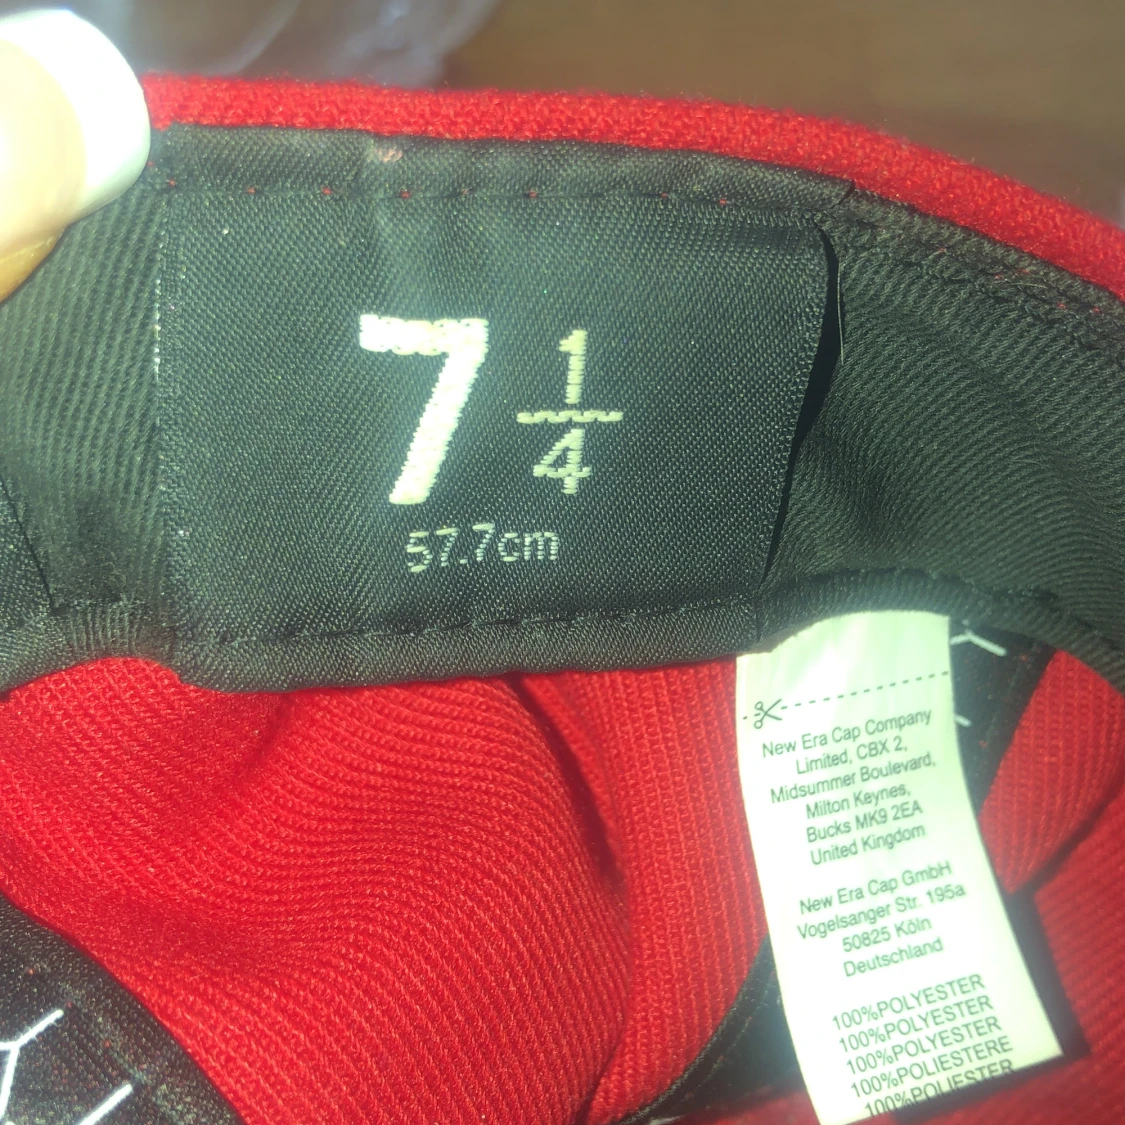 7 1/4
57.7cm
New Era Cap Company
Limited, CBX 2,
Midsummer Boulevard,
Milton Keynes,
Bucks MK9 2EA
United Kingdom
New Era Cap GmbH
Vogelsanger Str. 195a
50825 Köln
Deutschland
100%POLYESTER
100%POLYESTER
100%POLYESTER
100%POLIESTERE
100%POLIESTER